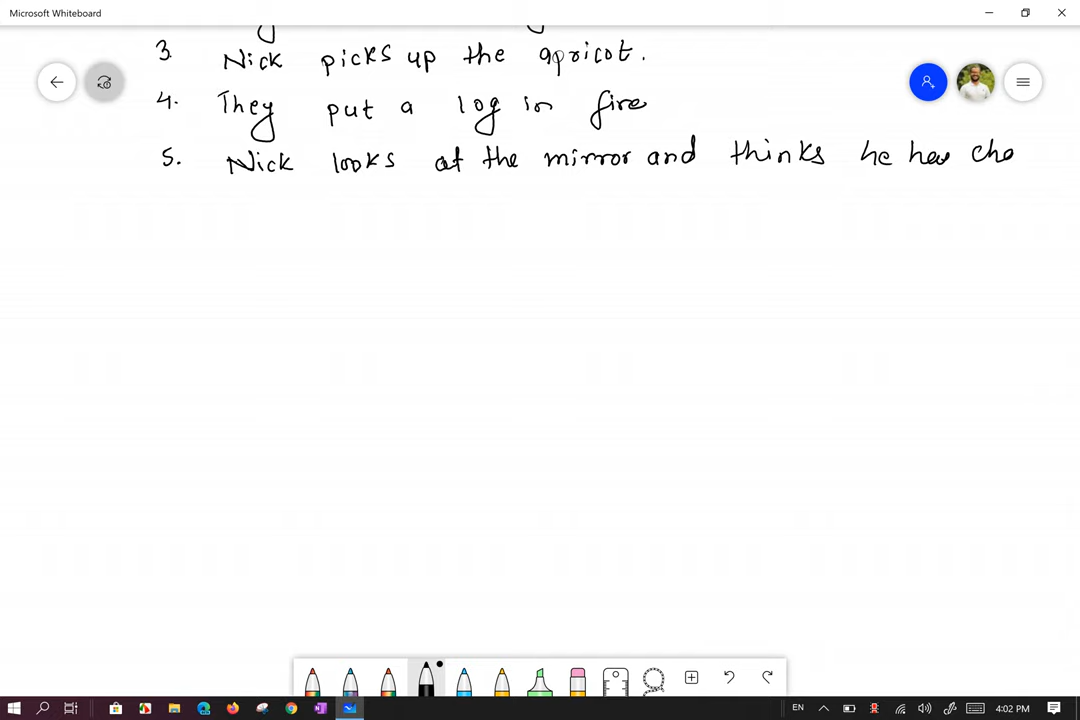 Microsoft Whiteboard
3. Nick picks up the apricot.
4. They put a log in fire
5. Nick looks at the mirror and thinks he has cha
EN
4:02 PM